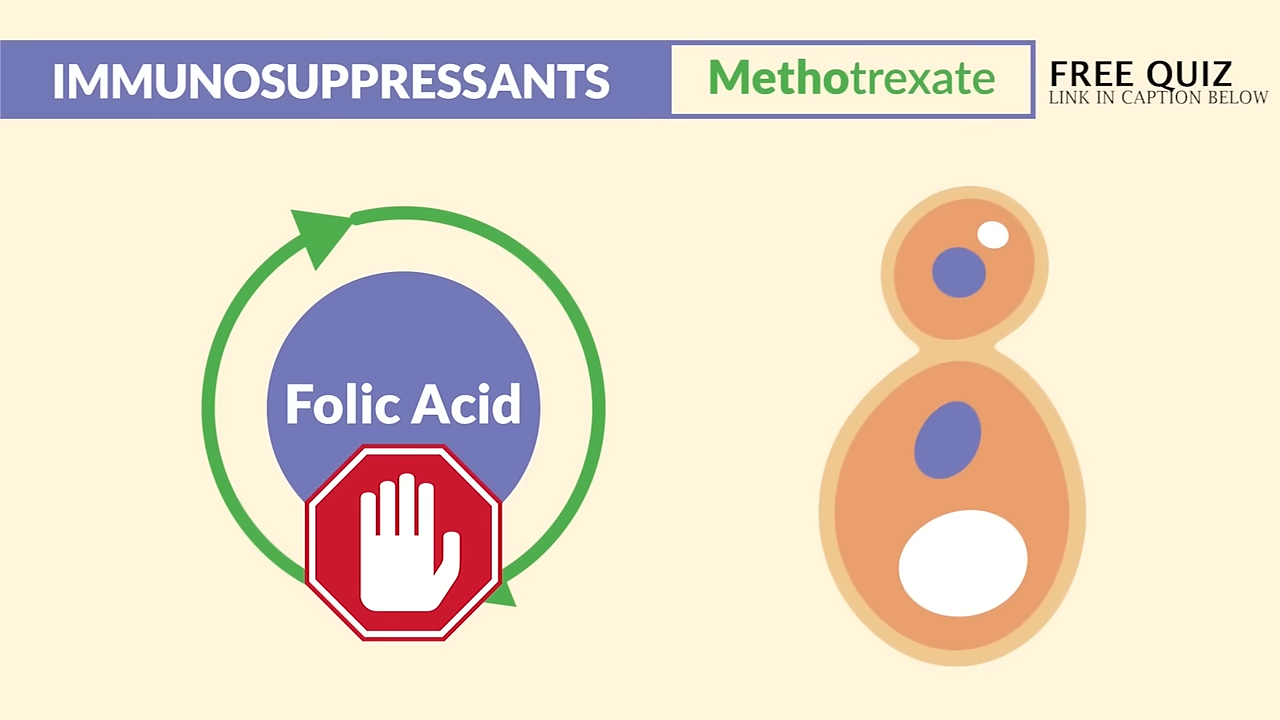 IMMUNOSUPPRESSANTS
Methotrexate
FREE QUIZ
LINK IN CAPTION BELOW
Folic Acid